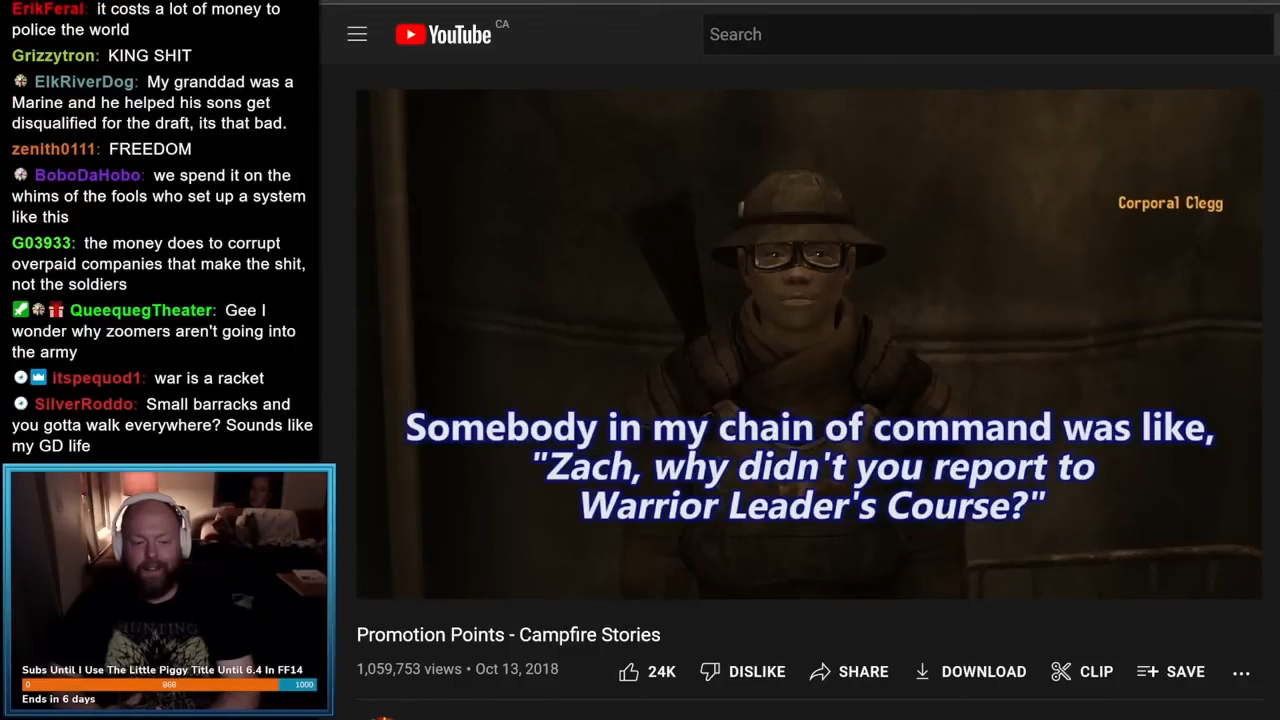 ErikFeral: it costs a lot of money to
police the world
Grizzytron: KING SHIT
ElkRiverDog: My granddad was a
Marine and he helped his sons get
disqualified for the draft, its that bad.
zenith0111: FREEDOM
BoboDaHobo: we spend it on the
whims of the fools who set up a system
like this
G03933: the money does to corrupt
overpaid companies that make the shit,
not the soldiers
QueequegTheater: Gee I
wonder why zoomers aren't going into
the army
itspequod1: war is a racket
SilverRoddo: Small barracks and
you gotta walk everywhere? Sounds like
my GD life
HUNTING
Subs Until I Use The Little Piggy Title Until 6.4 In FF14
0 868 1000
Ends in 6 days
YouTube CA
Search
Corporal Clegg
Somebody in my chain of command was like,
"Zach, why didn't you report to
Warrior Leader's Course?"
Promotion Points - Campfire Stories
1,059,753 views • Oct 13, 2018
24K DISLIKE SHARE DOWNLOAD CLIP SAVE ...